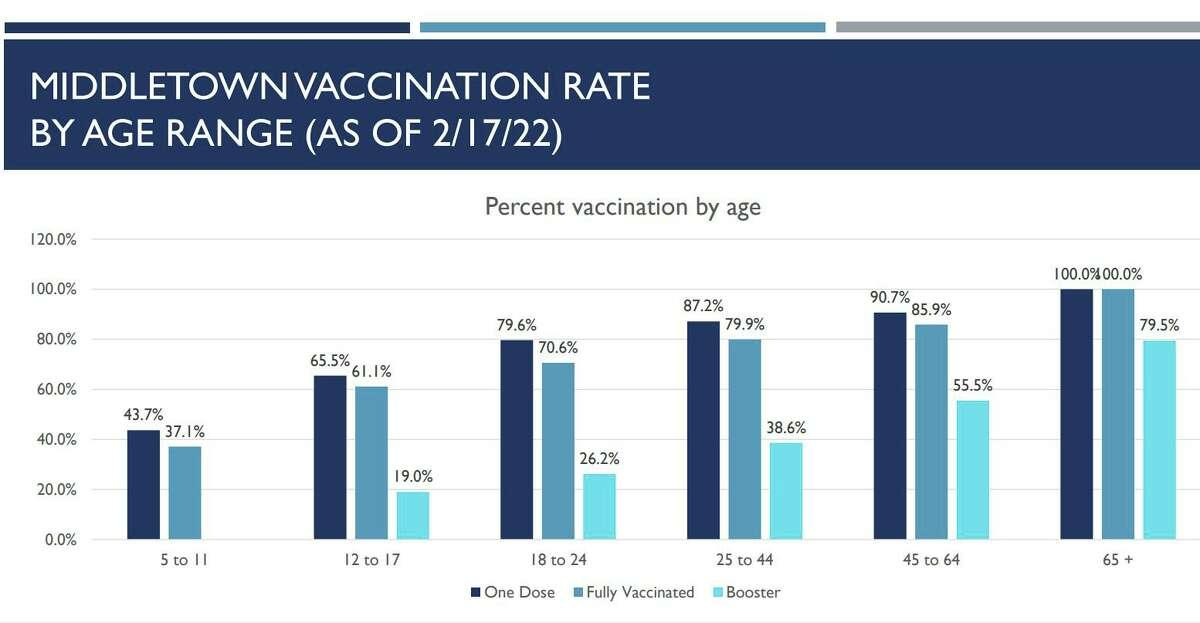 MIDDLETOWN VACCINATION RATE
BY AGE RANGE (AS OF 2/17/22)
Percent vaccination by age
120.0%
100.0%
80.0%
60.0%
40.0%
20.0%
0.0%
43.7%
37.1%
65.5%
61.1%
19.0%
79.6%
70.6%
26.2%
87.2%
79.9%
38.6%
90.7%
85.9%
55.5%
100.0%
100.0%
79.5%
5 to 11
12 to 17
18 to 24
25 to 44
45 to 64
65 +
One Dose
Fully Vaccinated
Booster